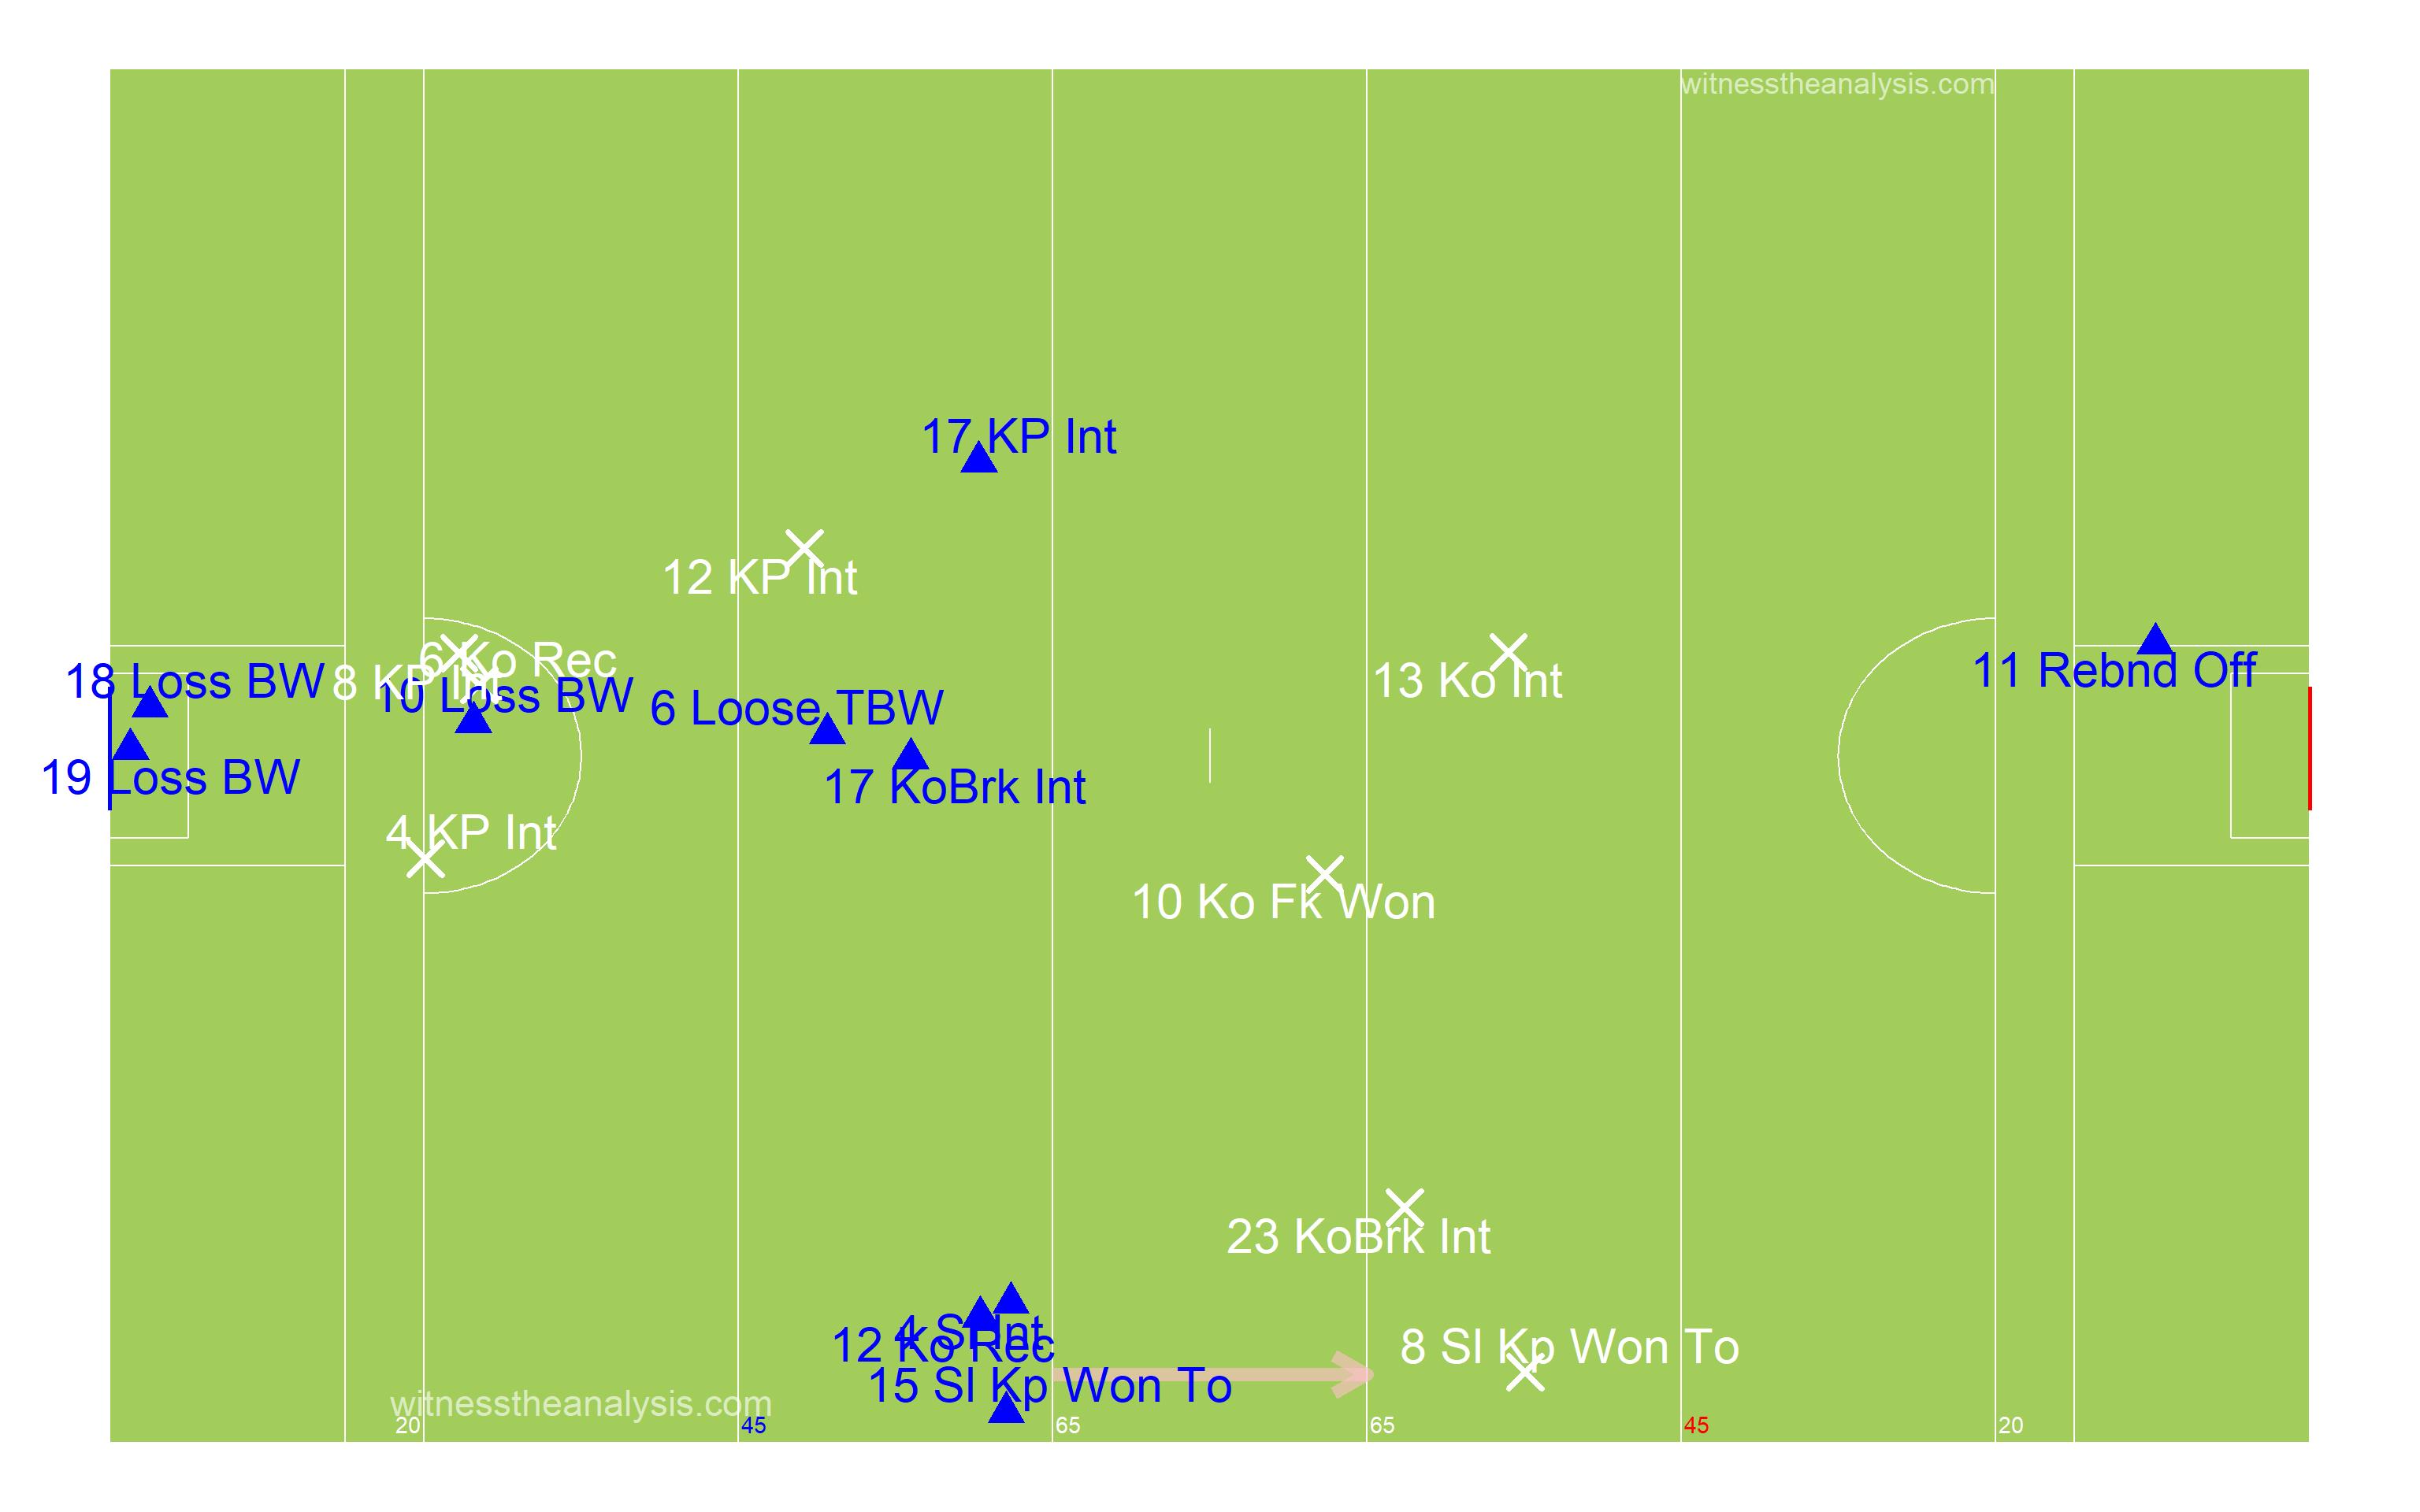 witnesstheanalysis.com
17 KP Int
12 KP Int
6 Ko Rec
8 KP Int
18 Loss BW
10 Loss BW
13 Ko Int
11 Rebnd Off
6 Loose TBW
19 Loss BW
17 KoBrk Int
4 KP Int
10 Ko Fk Won
23 KoBrk Int
4 Sl Int
12 Ko Rec
8 Sl Kp Won To
15 Sl Kp Won To
witnesstheanalysis.com
20 45 65 65 45 20